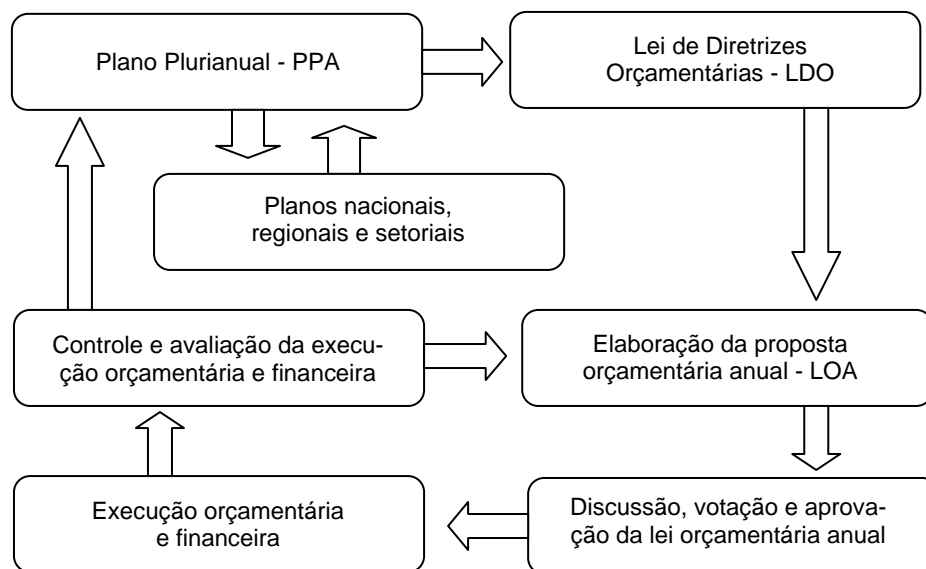 Plano Plurianual - PPA
Lei de Diretrizes
Orçamentárias - LDO
Planos nacionais,
regionais e setoriais
Controle e avaliação da execu-
ção orçamentária e financeira
Elaboração da proposta
orçamentária anual - LOA
Execução orçamentária
e financeira
Discussão, votação e aprova-
ção da lei orçamentária anual